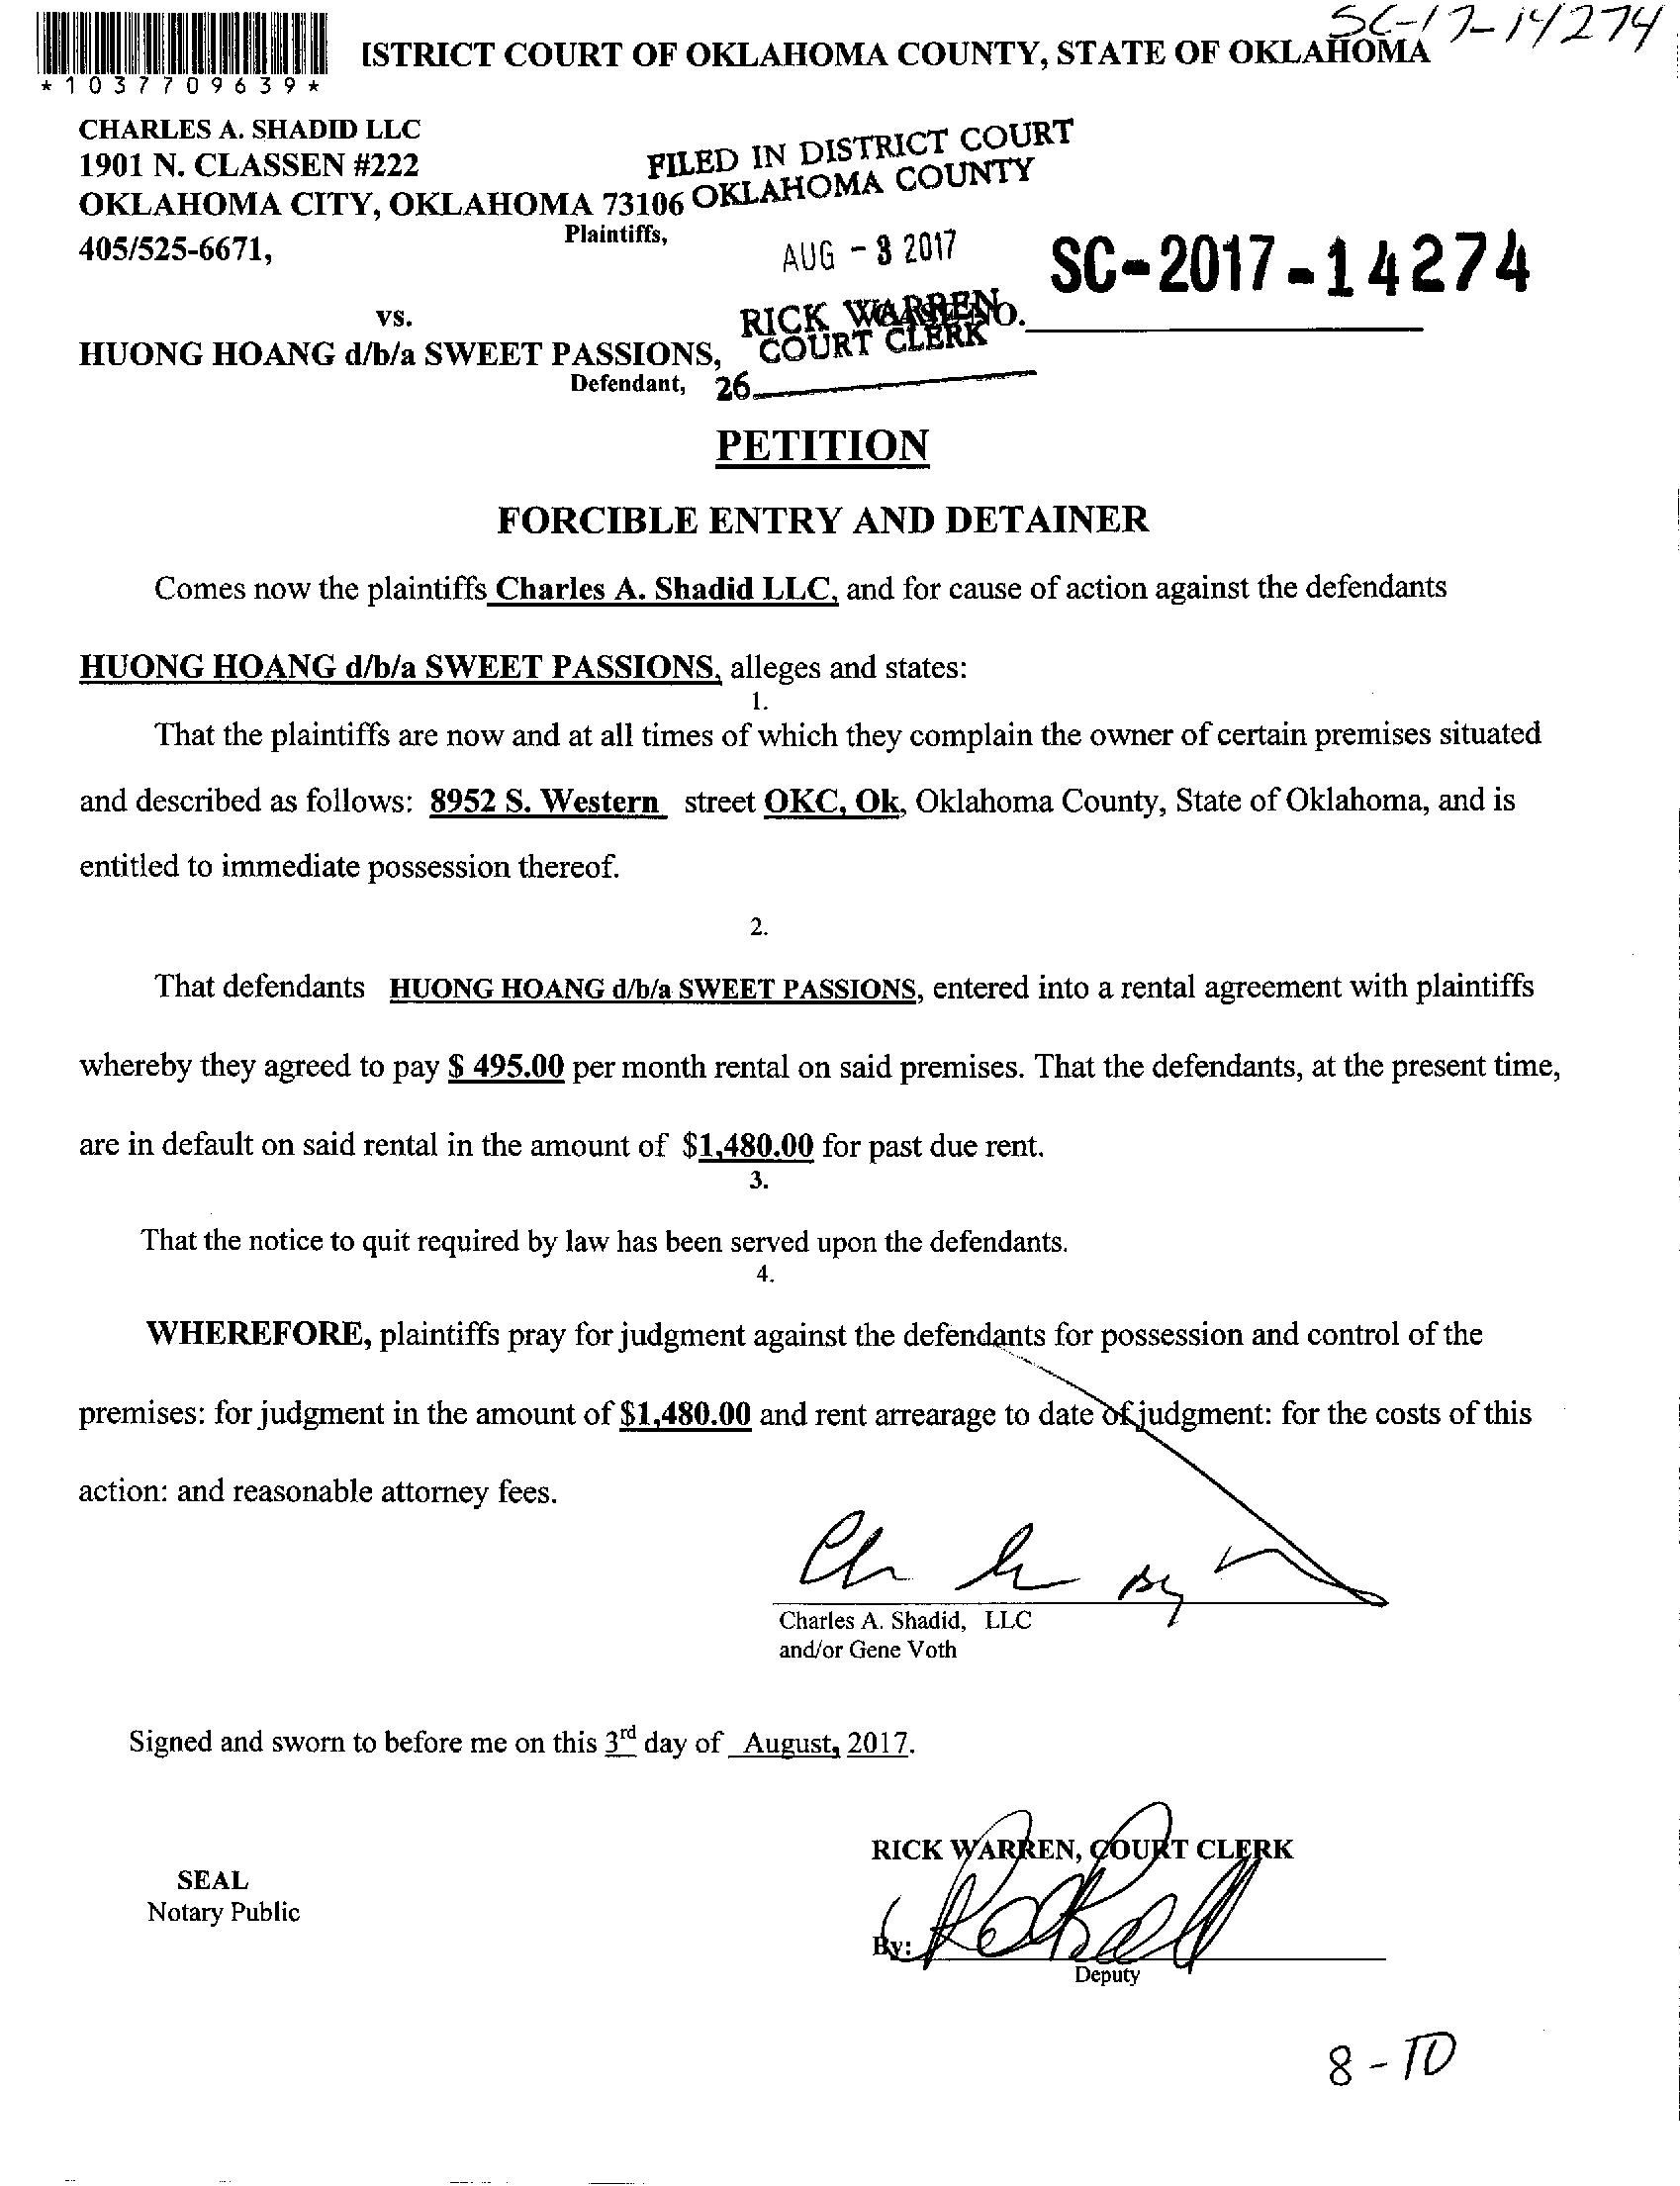 SC-17-14274
ISTRICT COURT OF OKLAHOMA COUNTY, STATE OF OKLAHOMA
*1037709639*
CHARLES A. SHADID LLC
1901 N. CLASSEN #222
OKLAHOMA CITY, OKLAHOMA 73106
405/525-6671,
Plaintiffs,
FILED IN DISTRICT COURT
OKLAHOMA COUNTY
AUG - 3 2017
SC-2017-14274
vs.
RICK WARREN
COURT CLERK
NO.
HUONG HOANG d/b/a SWEET PASSIONS,
Defendant,
26
PETITION
FORCIBLE ENTRY AND DETAINER
Comes now the plaintiffs Charles A. Shadid LLC, and for cause of action against the defendants
HUONG HOANG d/b/a SWEET PASSIONS, alleges and states:
1.
That the plaintiffs are now and at all times of which they complain the owner of certain premises situated
and described as follows: 8952 S. Western street OKC, Ok, Oklahoma County, State of Oklahoma, and is
entitled to immediate possession thereof.
2.
That defendants HUONG HOANG d/b/a SWEET PASSIONS, entered into a rental agreement with plaintiffs
whereby they agreed to pay $ 495.00 per month rental on said premises. That the defendants, at the present time,
are in default on said rental in the amount of $1,480.00 for past due rent.
3.
That the notice to quit required by law has been served upon the defendants.
4.
WHEREFORE, plaintiffs pray for judgment against the defendants for possession and control of the
premises: for judgment in the amount of $1,480.00 and rent arrearage to date of judgment: for the costs of this
action: and reasonable attorney fees.
By
Charles A. Shadid, LLC
and/or Gene Voth
Signed and sworn to before me on this 3rd day of August, 2017.
RICK WARREN, COURT CLERK
SEAL
Notary Public
By:
Deputy
8-TD